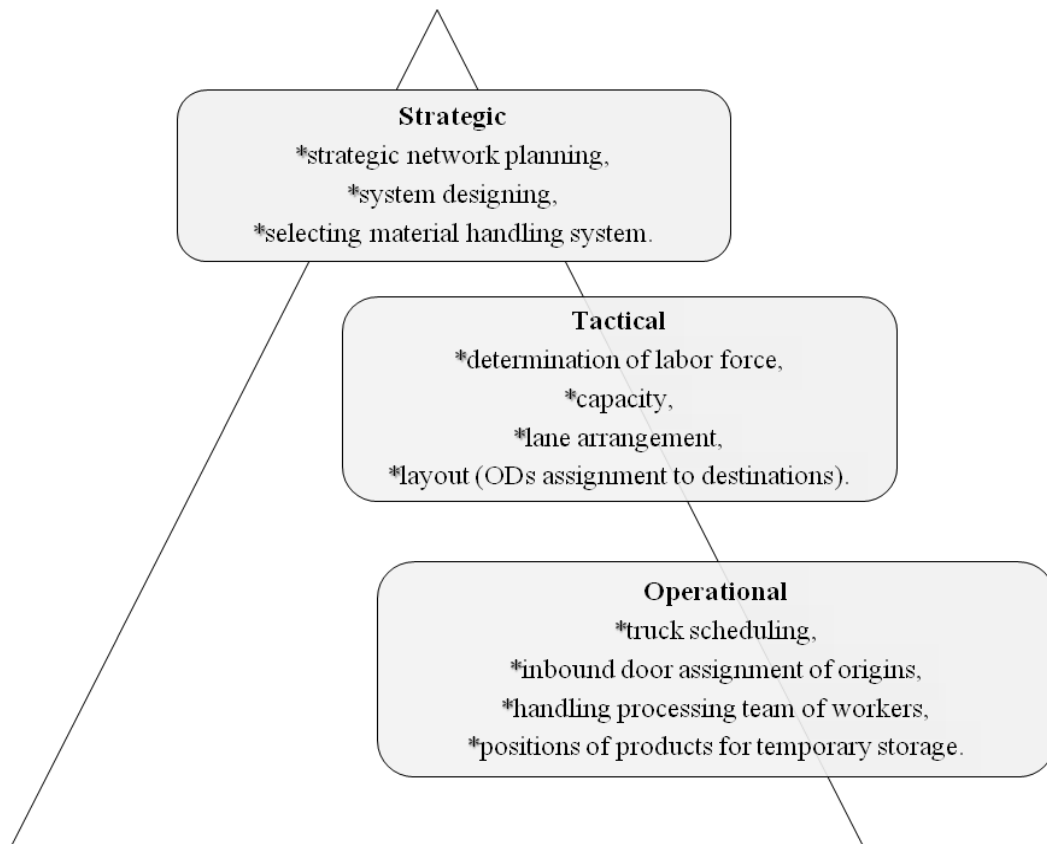 Strategic
*strategic network planning,
*system designing,
*selecting material handling system.
Tactical
*determination of labor force,
*capacity,
*lane arrangement,
*layout (ODs assignment to destinations).
Operational
*truck scheduling,
*inbound door assignment of origins,
*handling processing team of workers,
*positions of products for temporary storage.